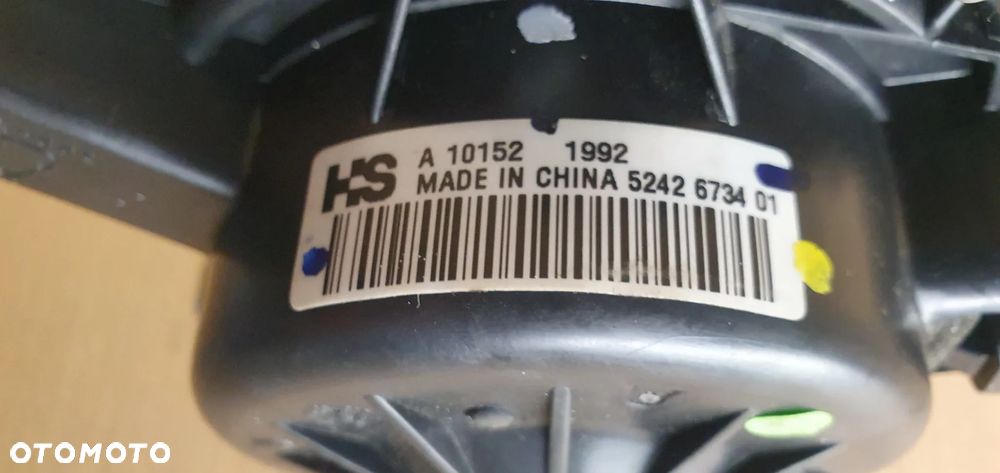 HS A 10152 1992
MADE IN CHINA 5242 6734 01
OTOMOTO